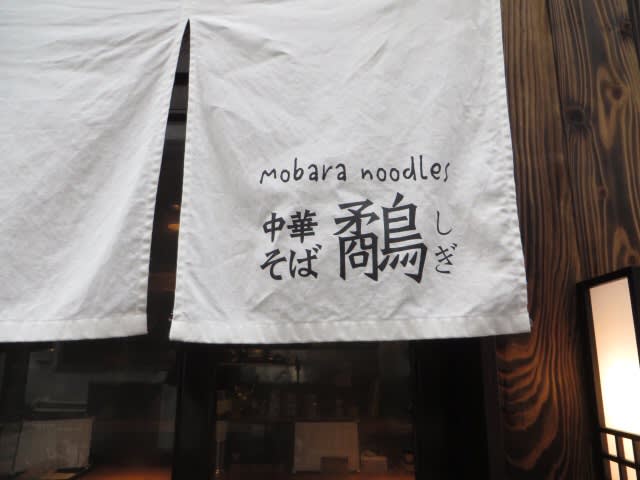 mobara noodles
中華
そば
鷸
しぎ